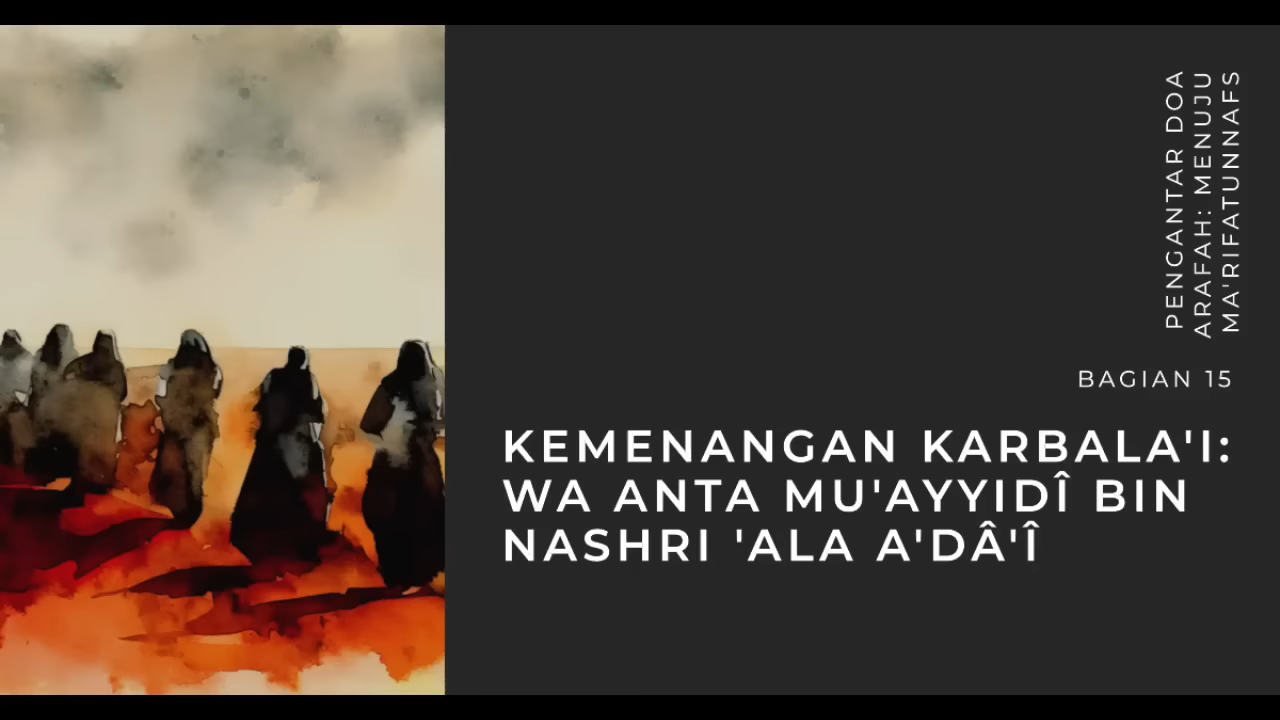 PENGANTAR DOA
ARAFAH: MENUJU
MA'RIFATUNNAFS
BAGIAN 15
KEMENANGAN KARBALA'I:
WA ANTA MU'AYYIDÎ BIN
NASHRI 'ALA A'DÂ'Î